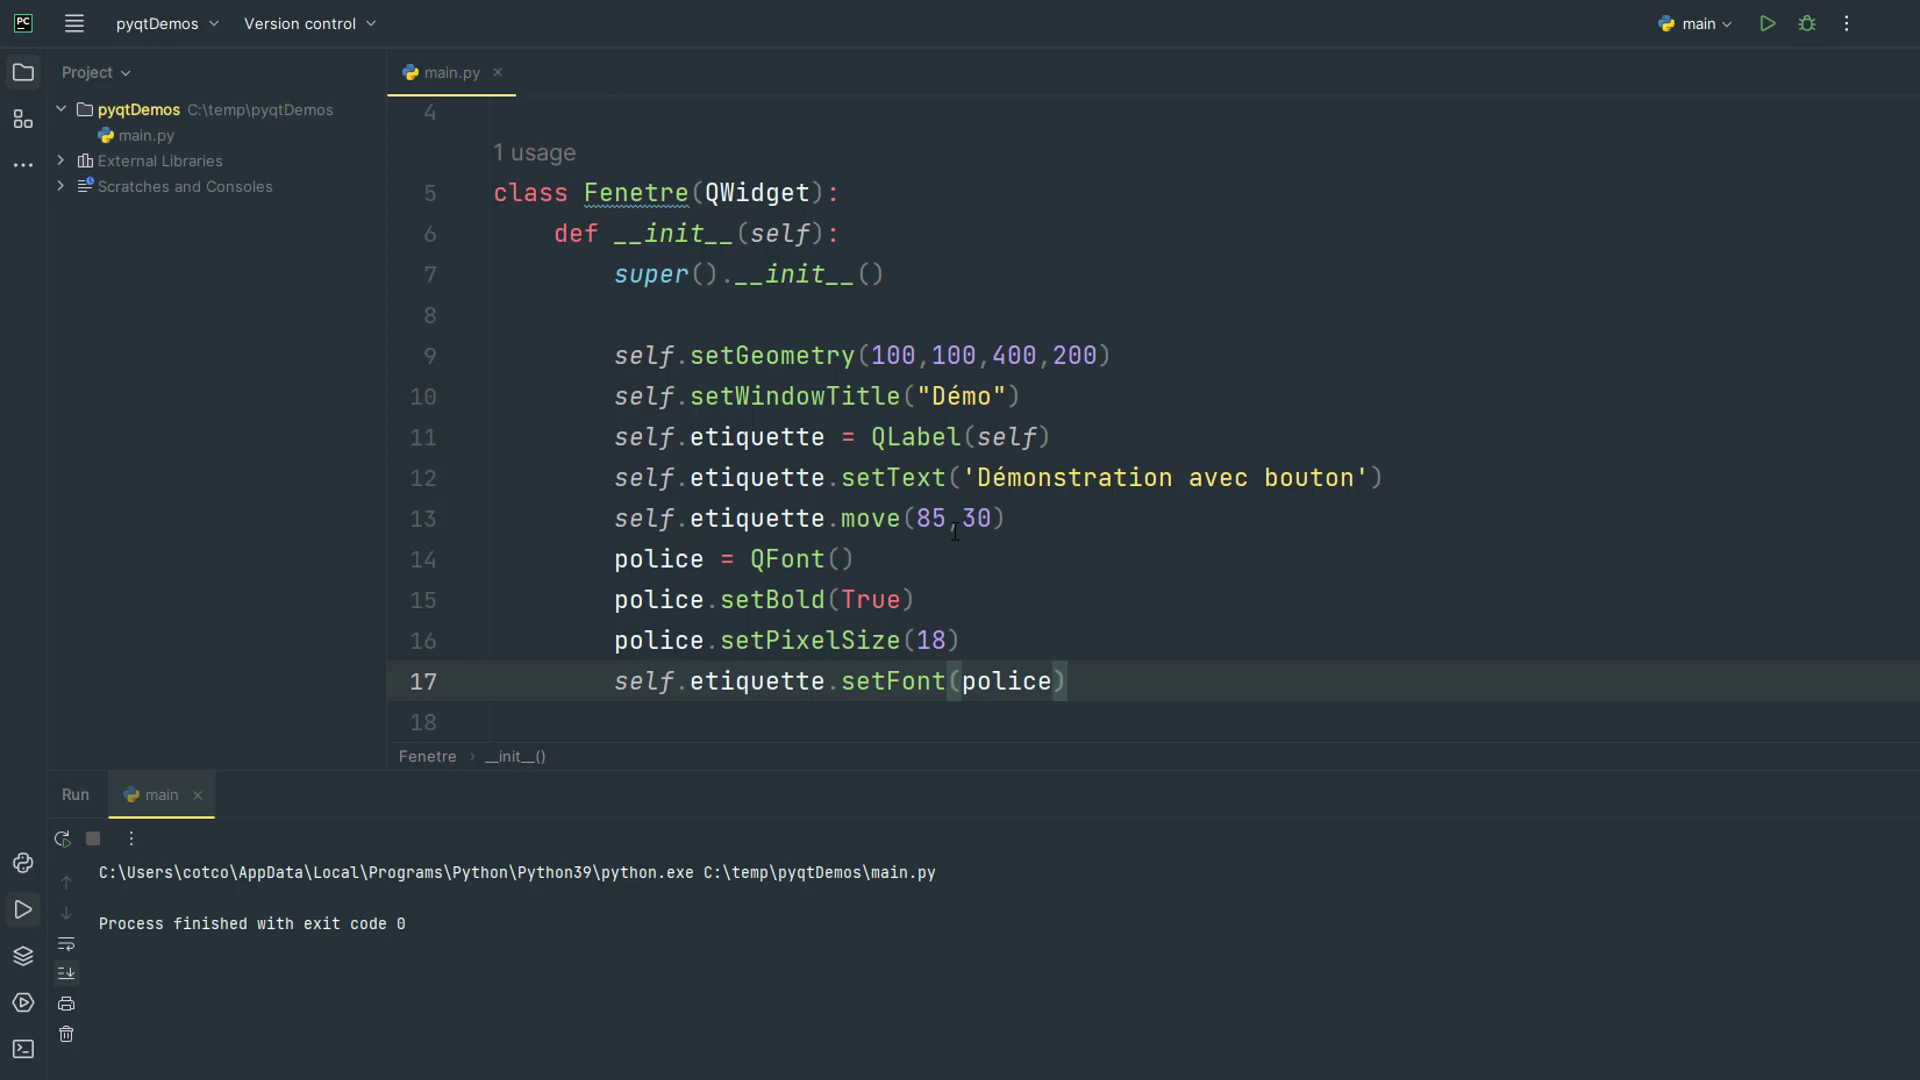 PC pyqtDemos Version control main
Project main.py
pyqtDemos C:\temp\pyqtDemos
main.py
External Libraries
Scratches and Consoles
4
1 usage
5 class Fenetre(QWidget):
6 def __init__(self):
7 super().__init__()
8
9 self.setGeometry(100,100,400,200)
10 self.setWindowTitle("Démo")
11 self.etiquette = QLabel(self)
12 self.etiquette.setText('Démonstration avec bouton')
13 self.etiquette.move(85,30)
14 police = QFont()
15 police.setBold(True)
16 police.setPixelSize(18)
17 self.etiquette.setFont(police)
18
Fenetre › __init__()
Run main
C:\Users\cotco\AppData\Local\Programs\Python\Python39\python.exe C:\temp\pyqtDemos\main.py
Process finished with exit code 0